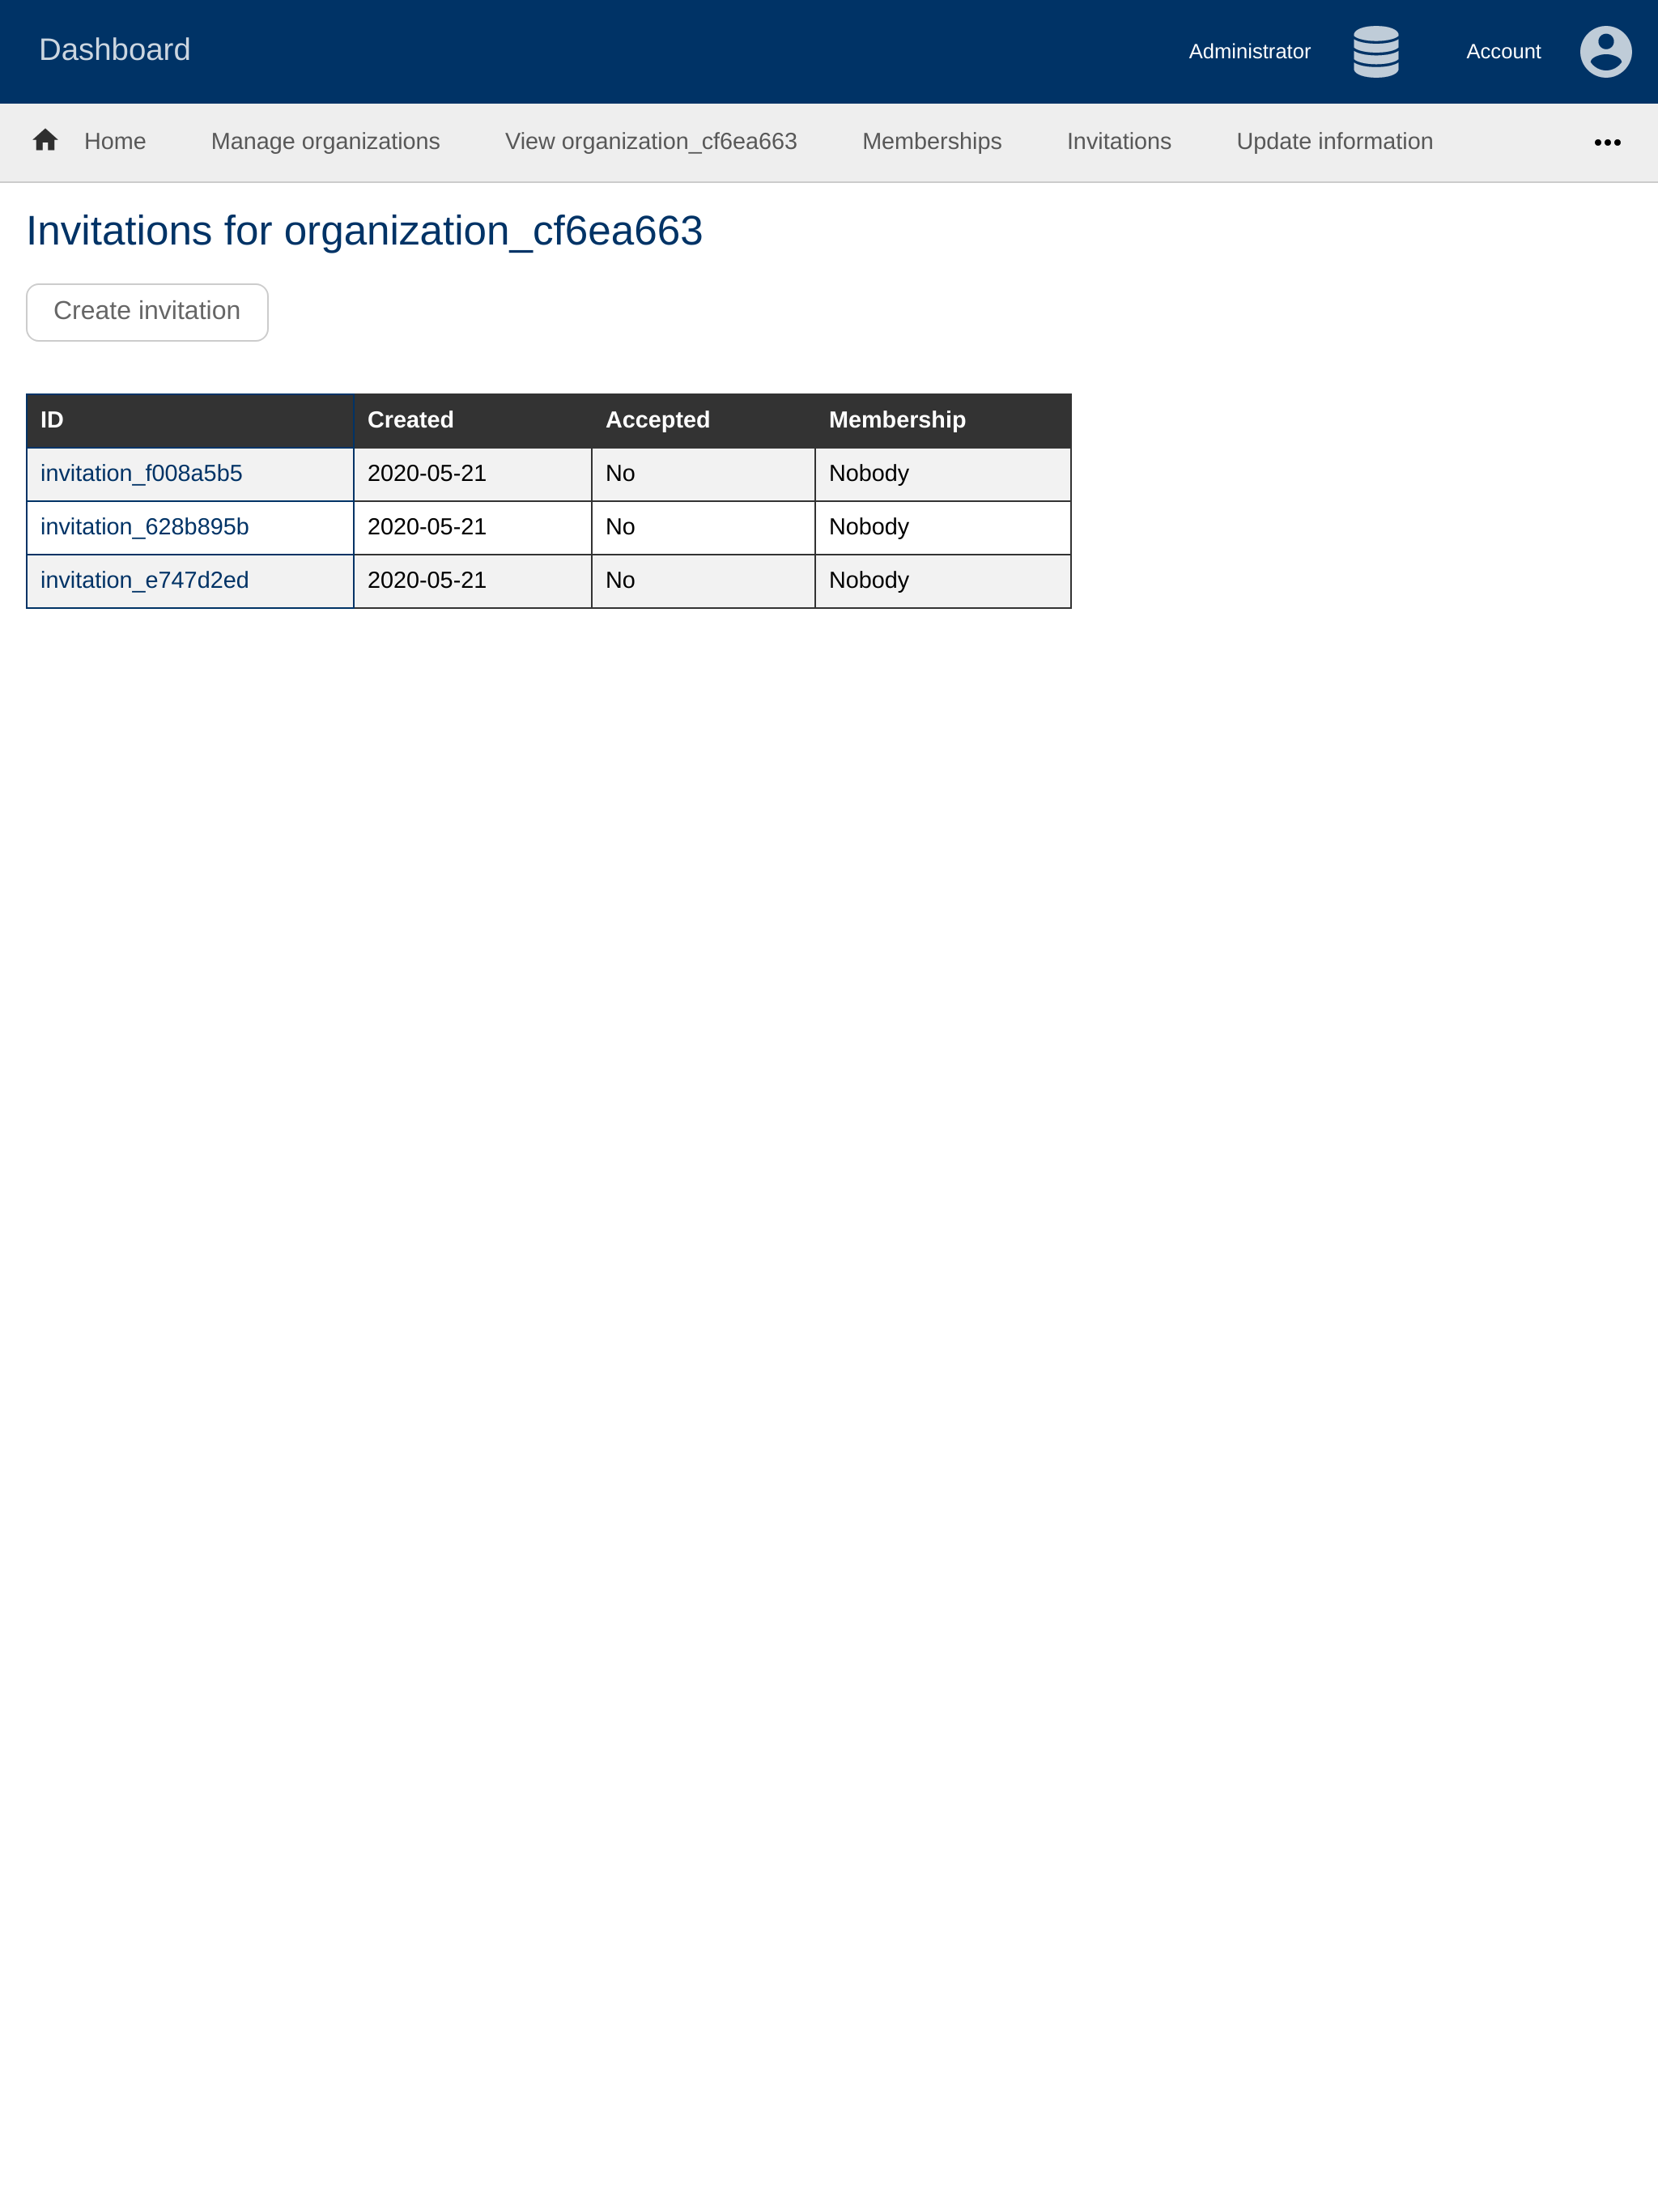 Dashboard Administrator Account
Home Manage organizations View organization_cf6ea663 Memberships Invitations Update information
Invitations for organization_cf6ea663
Create invitation
ID Created Accepted Membership
invitation_f008a5b5 2020-05-21 No Nobody
invitation_628b895b 2020-05-21 No Nobody
invitation_e747d2ed 2020-05-21 No Nobody